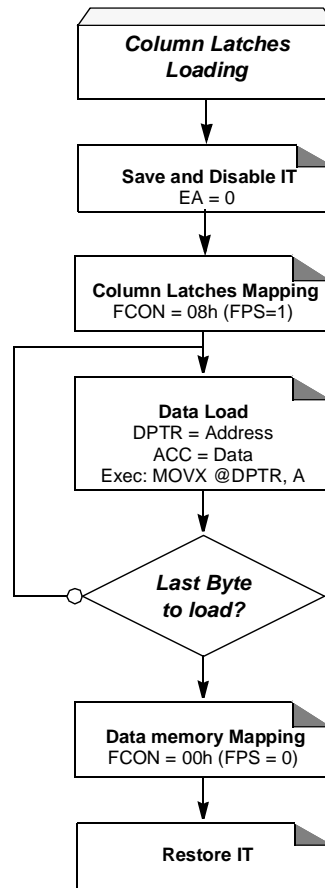 Column Latches
Loading
Save and Disable IT
EA = 0
Column Latches Mapping
FCON = 08h (FPS=1)
Data Load
DPTR = Address
ACC = Data
Exec: MOVX @DPTR, A
Last Byte
to load?
Data memory Mapping
FCON = 00h (FPS = 0)
Restore IT